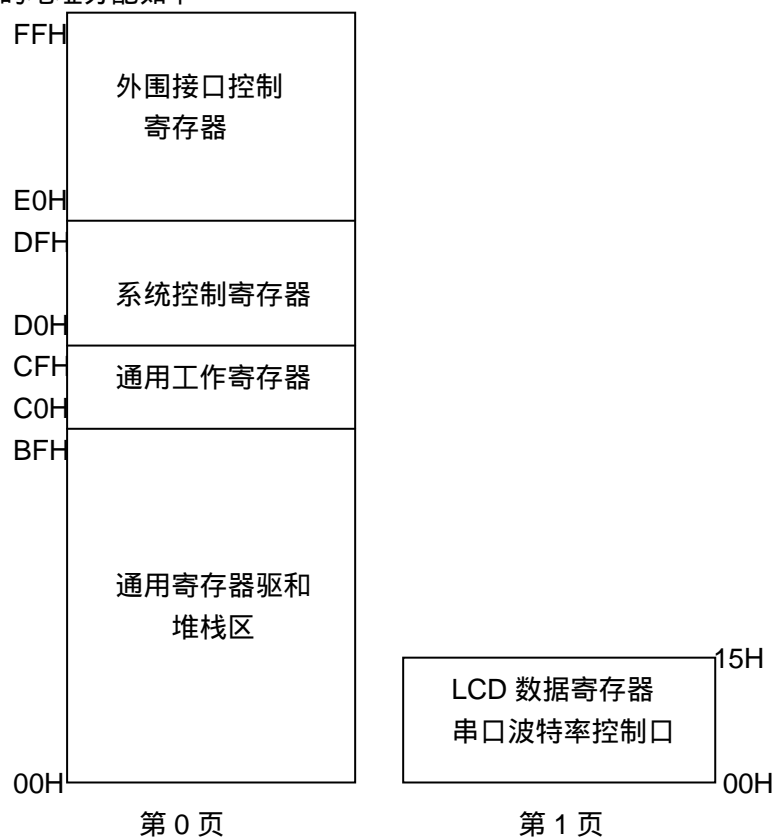 FFH
外围接口控制
寄存器
E0H
DFH
系统控制寄存器
D0H
CFH
通用工作寄存器
C0H
BFH
通用寄存器驱和
堆栈区
15H
LCD 数据寄存器
串口波特率控制口
00H
00H
第 0 页
第 1 页